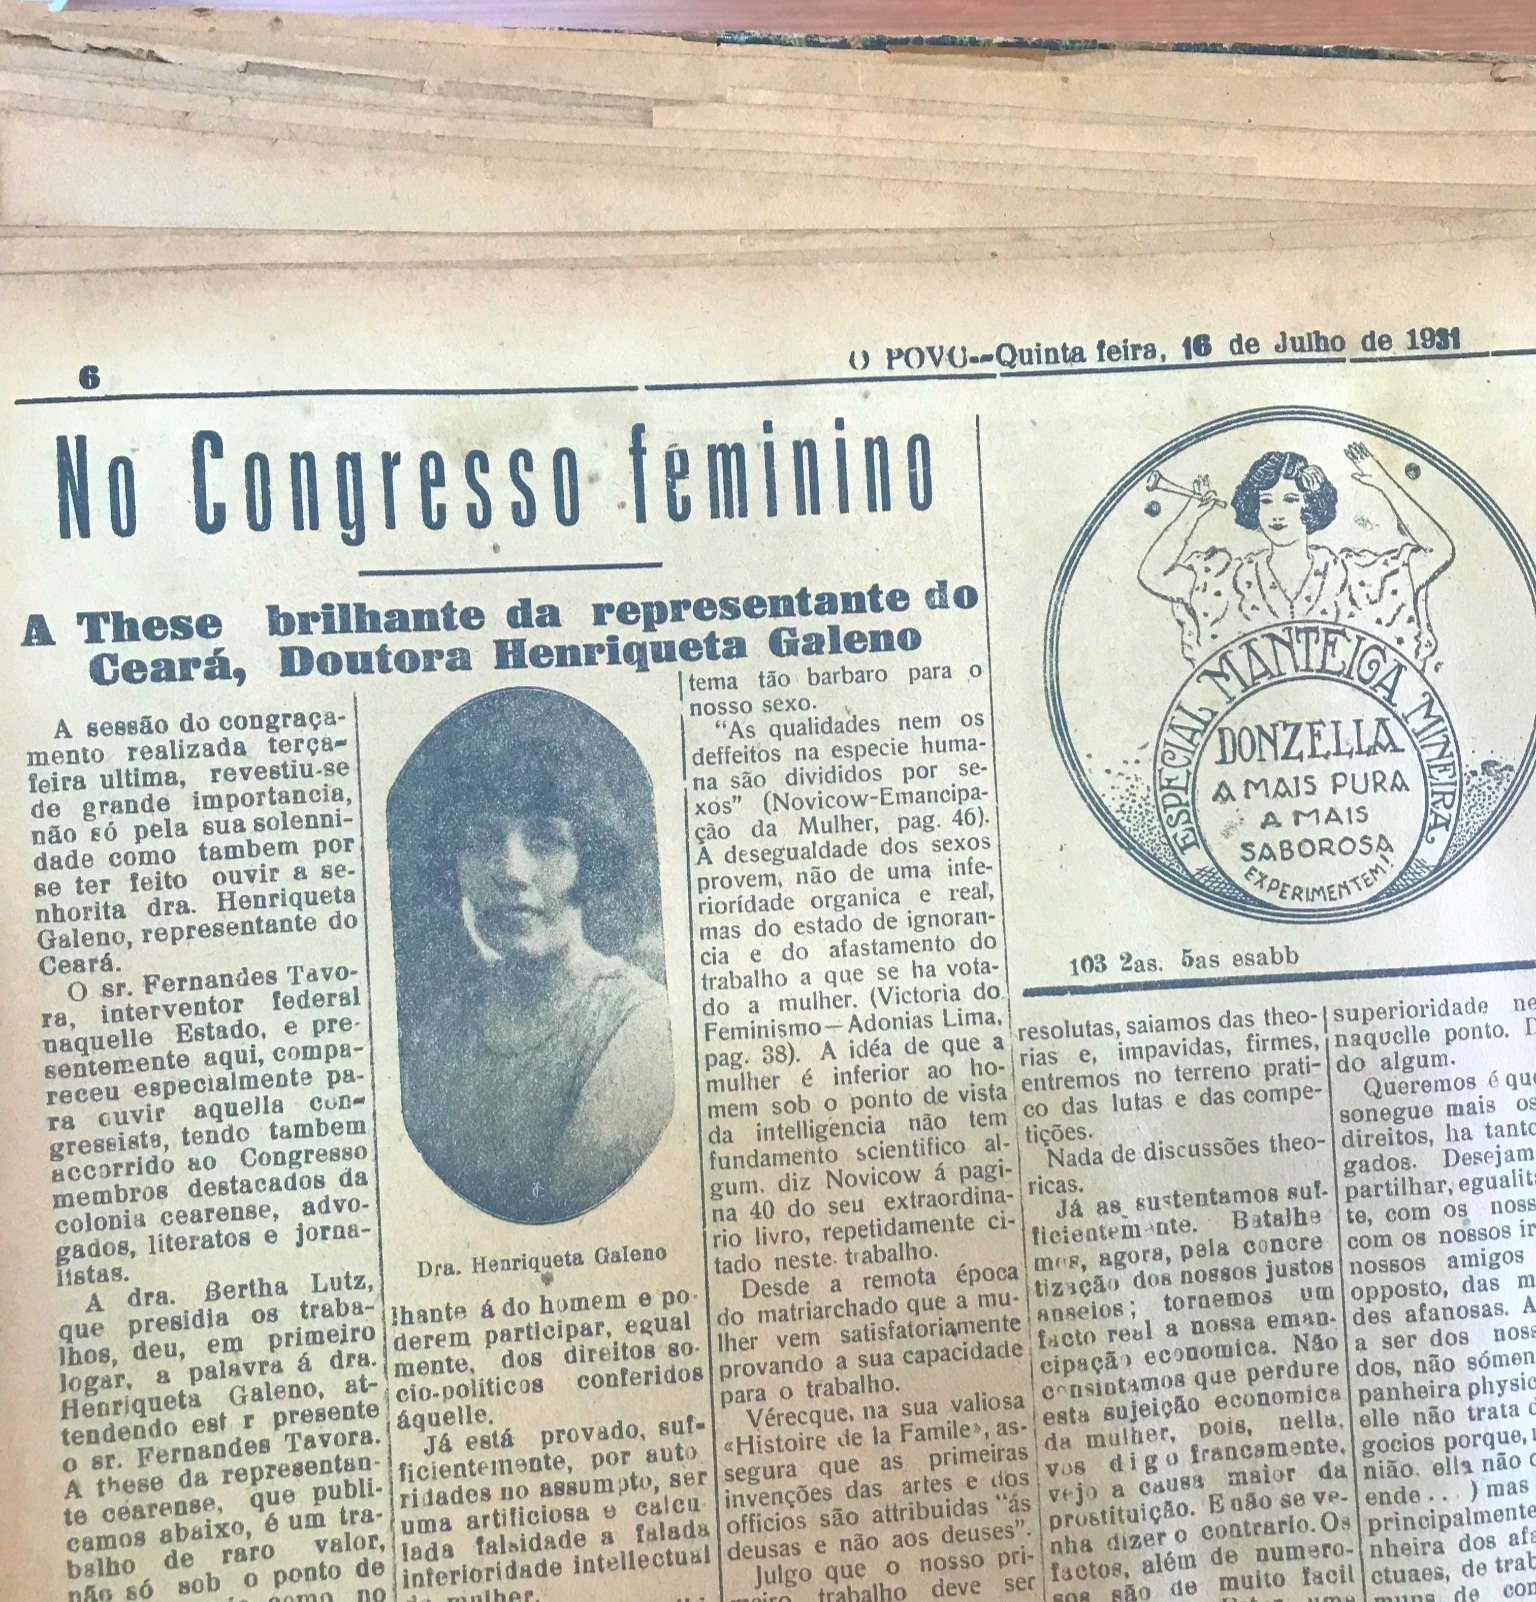 6
O POVO--Quinta feira, 16 de Julho de 1931
No Congresso feminino
A These brilhante da representante do
Ceará, Doutora Henriqueta Galeno
A sessão do congraça-
mento realizada terça-
feira ultima, revestiu-se
de grande importancia,
não só pela sua solenni-
dade como tambem por
se ter feito ouvir a se-
nhorita dra. Henriqueta
Galeno, representante do
Ceará.
O sr. Fernandes Tavo-
ra, interventor federal
naquelle Estado, e pre-
sentemente aqui, compa-
receu especialmente pa-
ra ouvir aquella con-
gressista, tendo tambem
accorrido ao Congresso
membros destacados da
colonia cearense, advo-
gados, literatos e jorna-
listas.
A dra. Bertha Lutz,
que presidia os traba-
lhos, deu, em primeiro
logar, a palavra á dra.
Henriqueta Galeno, at-
tendendo est r presente
o sr. Fernandes Tavora.
A these da representan-
te cearense, que publi-
camos abaixo, é um tra-
balho de raro valor,
não só sob o ponto de
como no
Dra. Henriqueta Galeno
lhante á do homem e po-
derem participar, egual
mente, dos direitos so-
cio-politicos conferidos
áquelle.
Já está provado, suf-
ficientemente, por auto
ridades no assumpto, ser
uma artificiosa e calcu
lada falsidade a falada
inferioridade intellectual
mulher.
tema tão barbaro para o
nosso sexo.
"As qualidades nem os
deffeitos na especie huma-
na são divididos por se-
xos" (Novicow-Emancipa-
ção da Mulher, pag. 46).
A desegualdade dos sexos
provem, não de uma infe-
rioridade organica e real,
mas do estado de ignoran-
cia e do afastamento do
trabalho a que se ha vota-
do a mulher. (Victoria do
Feminismo—Adonias Lima,
pag. 38). A idéa de que a
mulher é inferior ao ho-
mem sob o ponto de vista
da intelligencia não tem
fundamento scientifico al-
gum. diz Novicow á pagi-
na 40 do seu extraordina-
rio livro, repetidamente ci-
tado neste trabalho.
Desde a remota época
do matriarchado que a mu-
lher vem satisfatoriamente
provando a sua capacidade
para o trabalho.
Vérecque, na sua valiosa
«Histoire de la Famile», as-
segura que as primeiras
invenções das artes e dos
officios são attribuidas "ás
deusas e não aos deuses".
Julgo que o nosso pri-
meiro trabalho deve ser
ESPECIAL MANTEIGA MINEIRA
DONZELLA
A MAIS PURA
A MAIS
SABOROSA
EXPERIMENTEM!
103 2as. 5as esabb
resolutas, saiamos das theo-
rias e, impavidas, firmes,
entremos no terreno prati-
co das lutas e das compe-
tições.
Nada de discussões theo-
ricas.
Já as sustentamos suf-
ficientemente. Batalhe
mos, agora, pela concre
tização dos nossos justos
anseios; tornemos um
facto real a nossa eman-
cipação economica. Não
consintamos que perdure
esta sujeição economica
da mulher, pois, nella,
vos digo francamente,
vejo a causa maior da
prostituição. E não se ve-
nha dizer o contrario. Os
factos, além de numero-
sos são de muito facil
superioridade ne
naquelle ponto. D
do algum.
Queremos é que
sonegue mais os
direitos, ha tanto
gados. Desejam
partilhar, egualit
te, com os noss
com os nossos ir
nossos amigos
opposto, das m
des afanosas. A
a ser dos nos
dos, não sómen
panheira physic
elle não trata d
gocios porque,
nião, ella não
ende...) mas
principalmente
nheira dos afa
ctuaes, de trab
de con